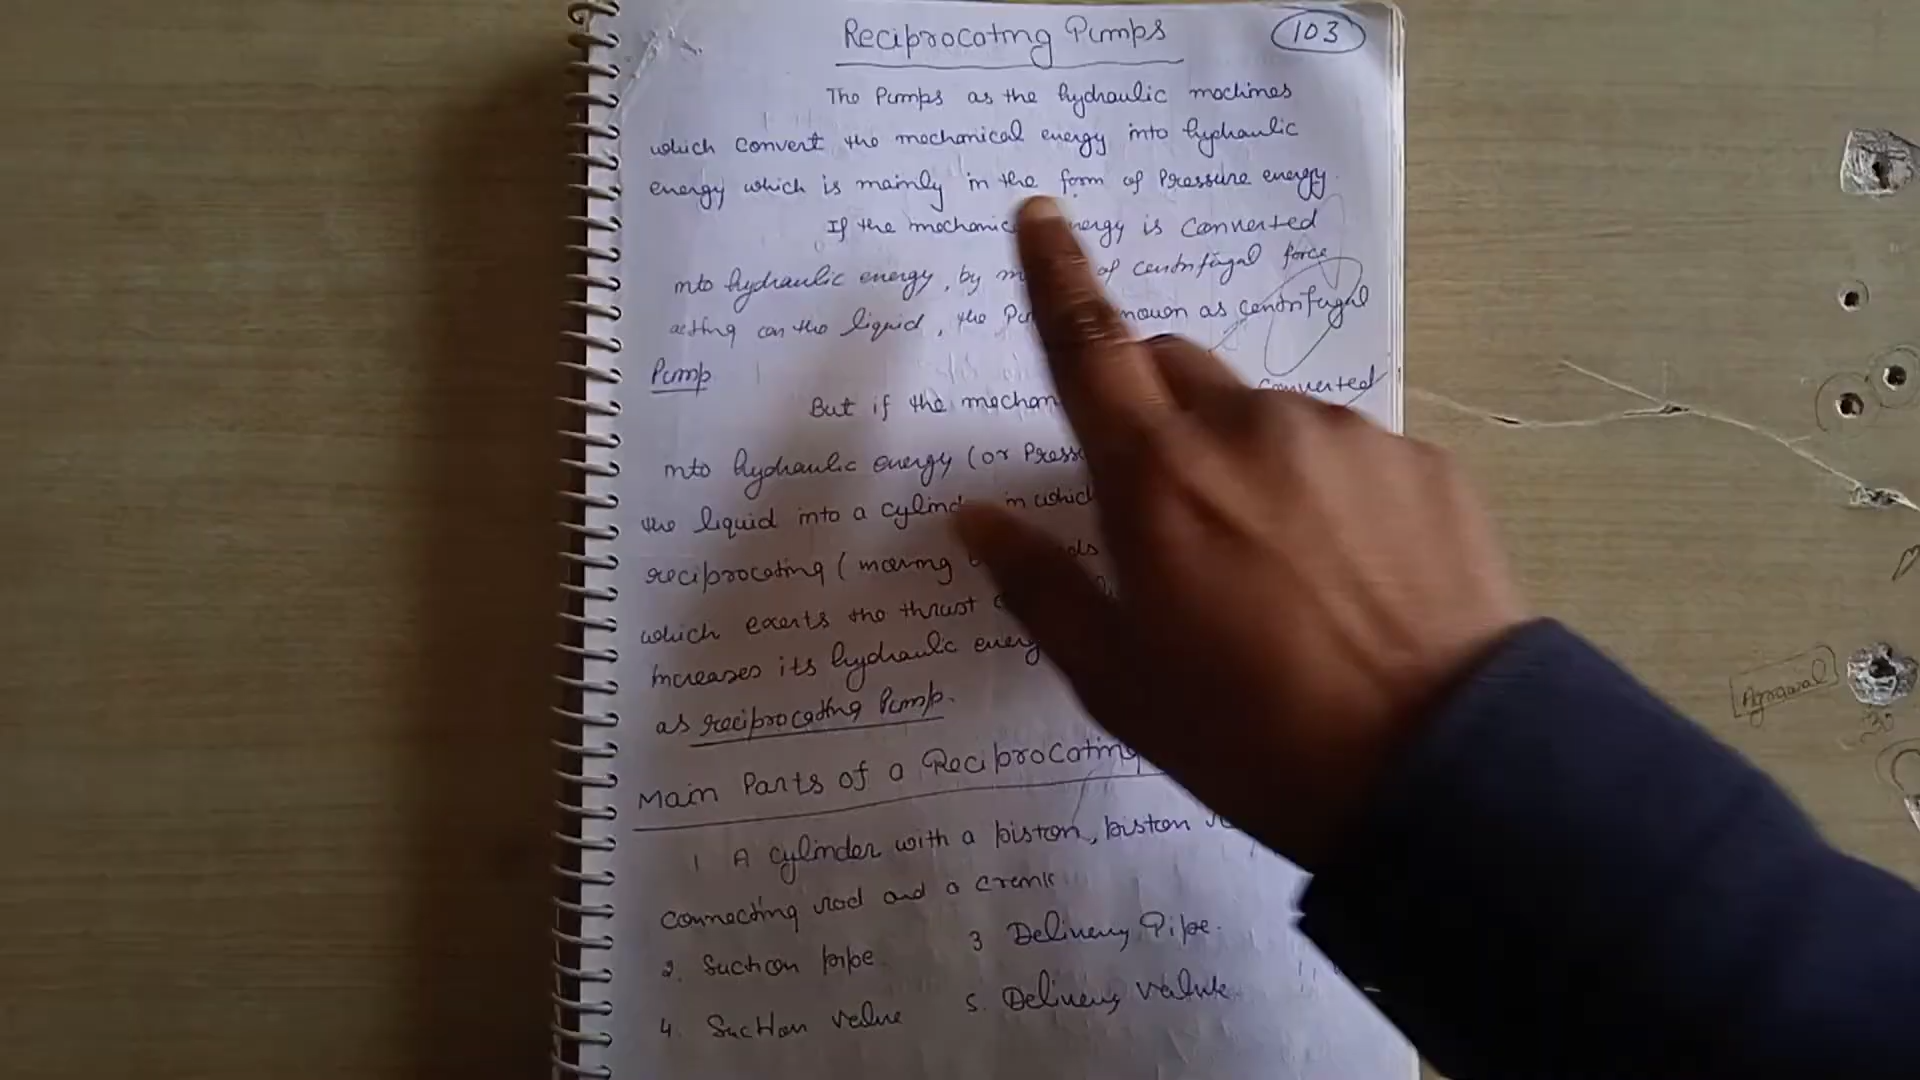 Reciprocating Pumps
103
The Pumps as the hydraulic machines
which convert the mechanical energy into hydraulic
energy which is mainly in the form of Pressure energy.
If the mechanic energy is converted
into hydraulic energy, by of centrifugal force
acting on the liquid, the as centrifugal
Pump
But if the mechan converted
into hydraulic energy (or Press
the liquid into a cylind in which
reciprocating (moving
which exerts the thrust
increases its hydraulic energy
as reciprocating Pump.
Main Parts of a Reciprocating
1 A cylinder with a piston, piston
connecting rod and a crank
2. Suction pipe
3 Delivery Pipe.
4. Suction valve
5. Delivery valve
Agrawal